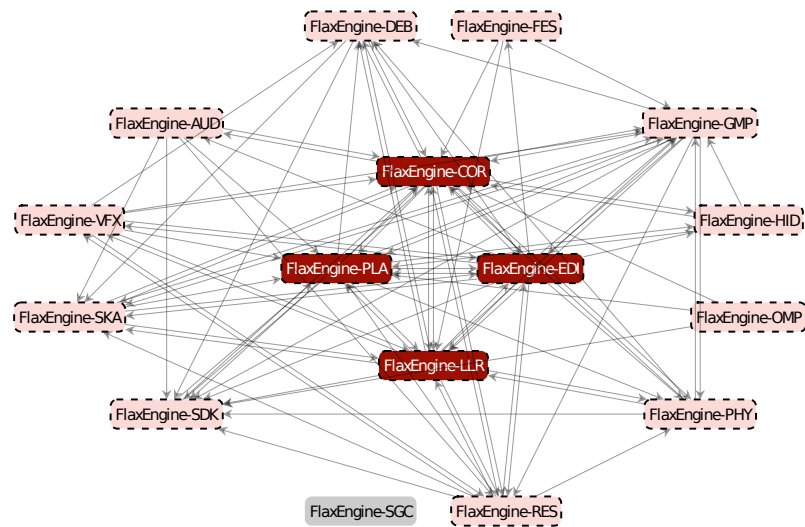 FlaxEngine-DEB
FlaxEngine-FES
FlaxEngine-AUD
FlaxEngine-GMP
FlaxEngine-COR
FlaxEngine-VFX
FlaxEngine-HID
FlaxEngine-PLA
FlaxEngine-EDI
FlaxEngine-SKA
FlaxEngine-OMP
FlaxEngine-LLR
FlaxEngine-SDK
FlaxEngine-PHY
FlaxEngine-SGC
FlaxEngine-RES